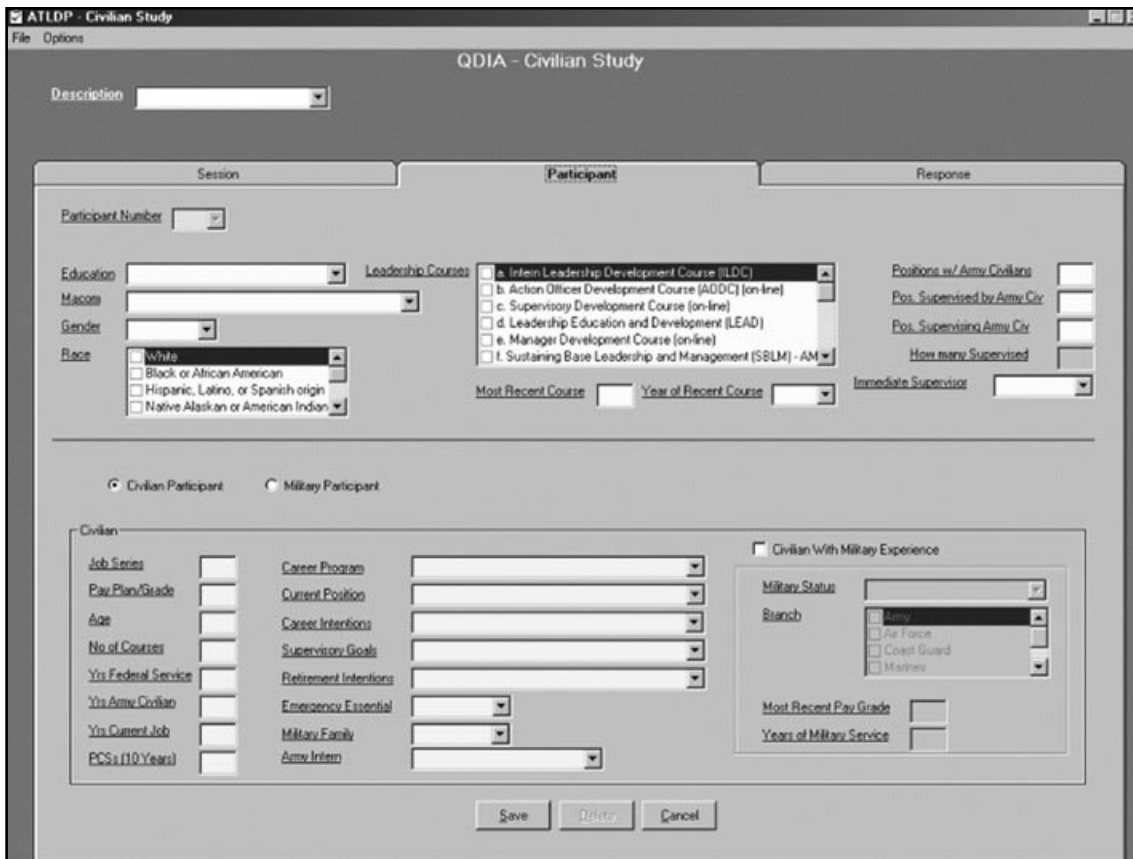 ATLDP - Civilian Study
File Options
QDIA - Civilian Study
Description
Session Participant Response
Participant Number
Education
Macom
Gender
Race
White
Black or African American
Hispanic, Latino, or Spanish origin
Native Alaskan or American Indian
Leadership Courses
a. Intern Leadership Development Course (ILDC)
b. Action Officer Development Course (AODC) (on-line)
c. Supervisory Development Course (on-line)
d. Leadership Education and Development (LEAD)
e. Manager Development Course (on-line)
f. Sustaining Base Leadership and Management (SBLM) - AM
Most Recent Course Year of Recent Course
Positions w/ Army Civilians
Pos. Supervised by Army Civ
Pos. Supervising Army Civ
How many Supervised
Immediate Supervisor
Civilian Participant Military Participant
Civilian
Job Series
Pay Plan/Grade
Age
No of Courses
Yrs Federal Service
Yrs Army Civilian
Yrs Current Job
PCSs (10 Years)
Career Program
Current Position
Career Intentions
Supervisory Goals
Retirement Intentions
Emergency Essential
Military Family
Army Intern
Civilian With Military Experience
Military Status
Branch
Army
Air Force
Coast Guard
Marines
Most Recent Pay Grade
Years of Military Service
Save Delete Cancel